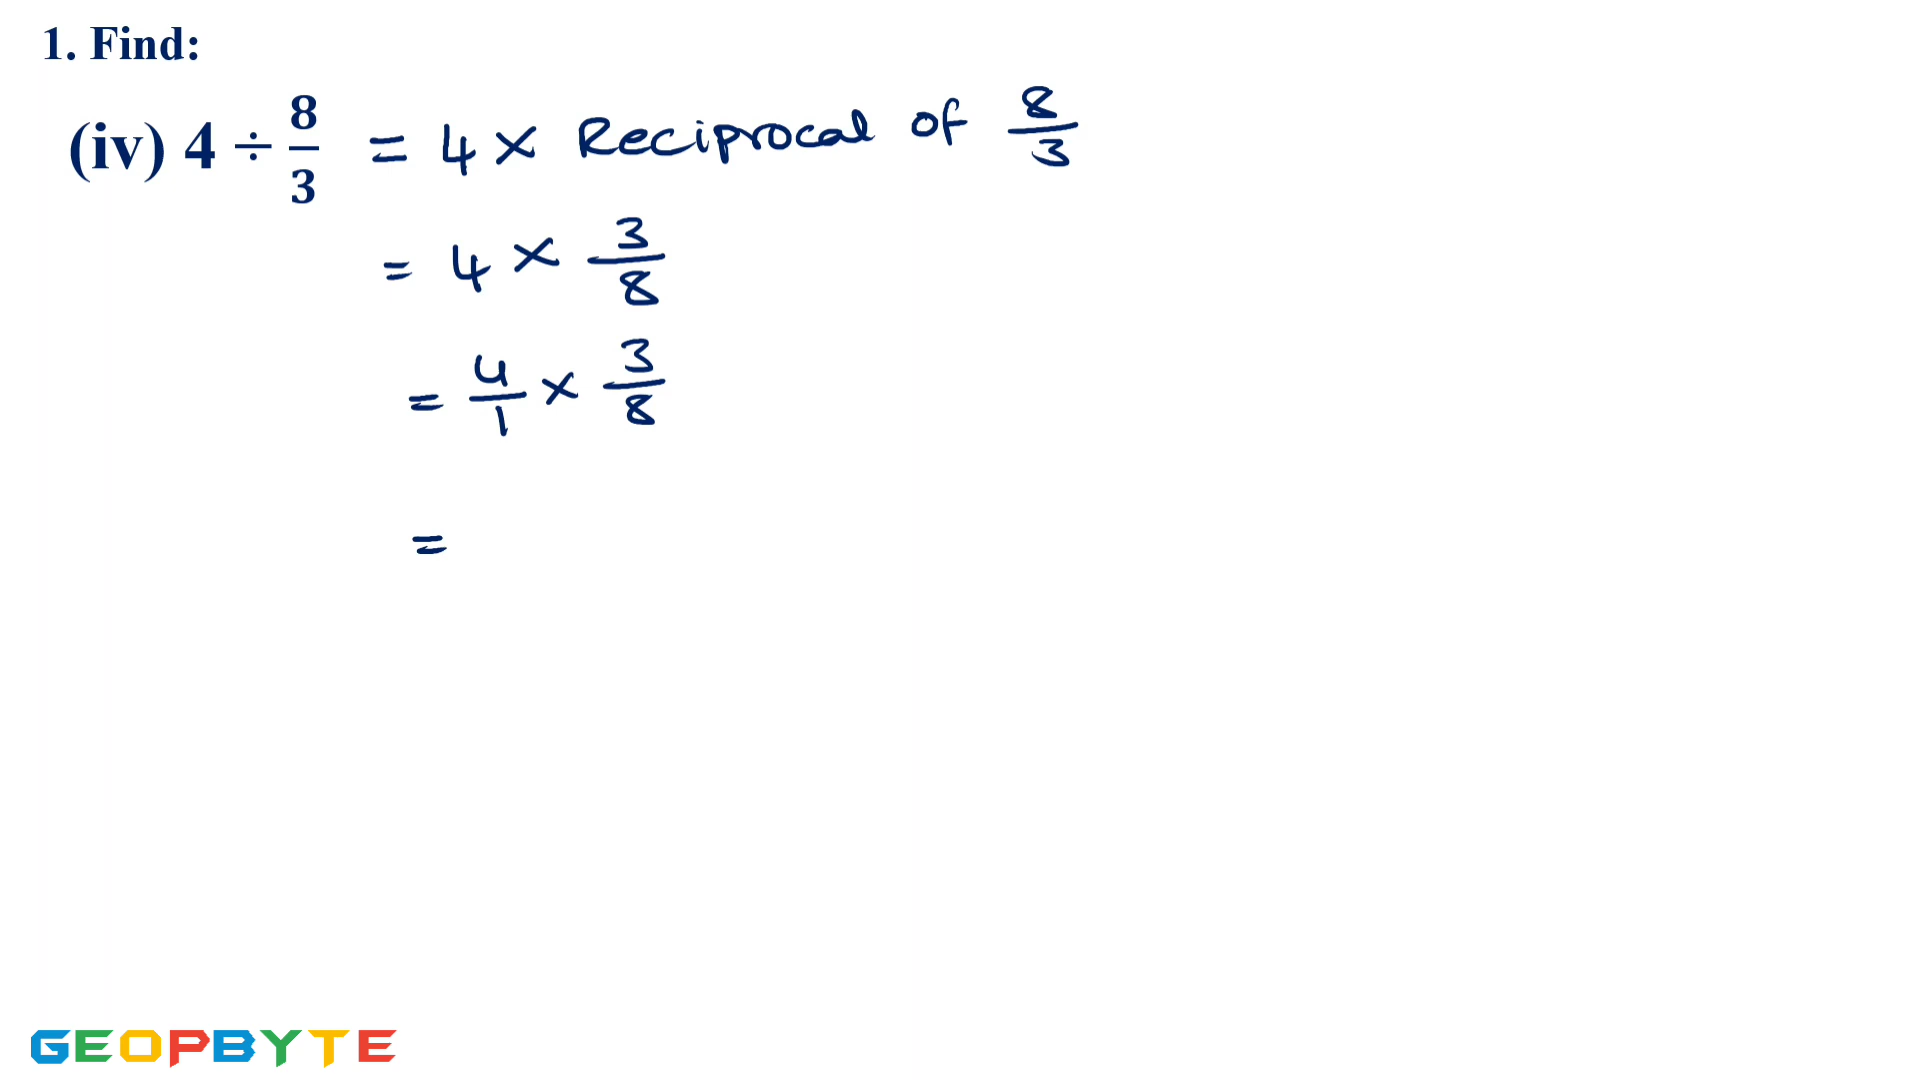 1. Find:
(iv) 4 ÷ 8/3 = 4 × Reciprocal of 8/3
= 4 × 3/8
= 4/1 × 3/8
=
GEOPBYTE